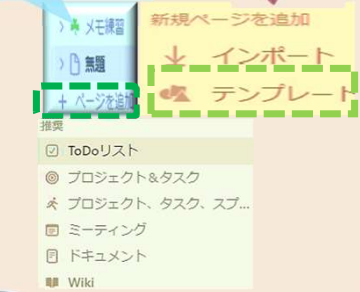 メモ練習
無題
ページを追加
新規ページを追加
インポート
テンプレート
推奨
ToDoリスト
プロジェクト&タスク
プロジェクト、タスク、スプ...
ミーティング
ドキュメント
Wiki